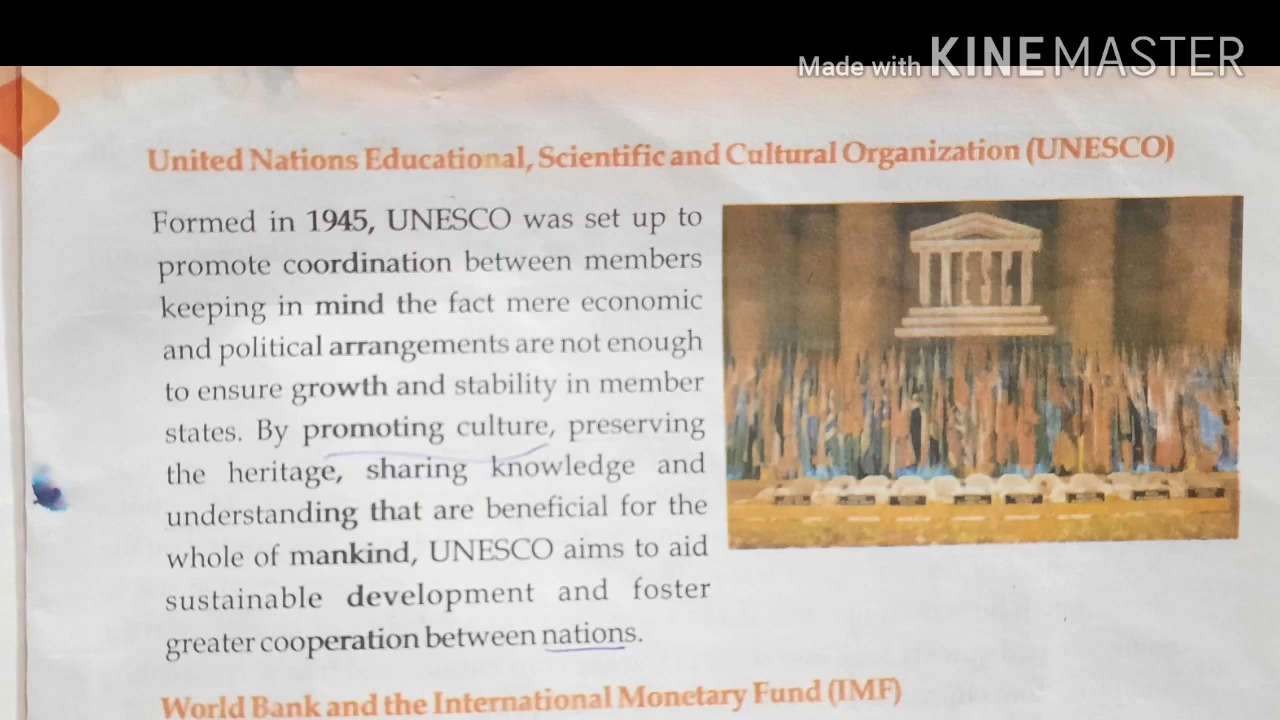 Made with KINEMASTER
United Nations Educational, Scientific and Cultural Organization (UNESCO)
Formed in 1945, UNESCO was set up to
promote coordination between members
keeping in mind the fact mere economic
and political arrangements are not enough
to ensure growth and stability in member
states. By promoting culture, preserving
the heritage, sharing knowledge and
understanding that are beneficial for the
whole of mankind, UNESCO aims to aid
sustainable development and foster
greater cooperation between nations.
World Bank and the International Monetary Fund (IMF)